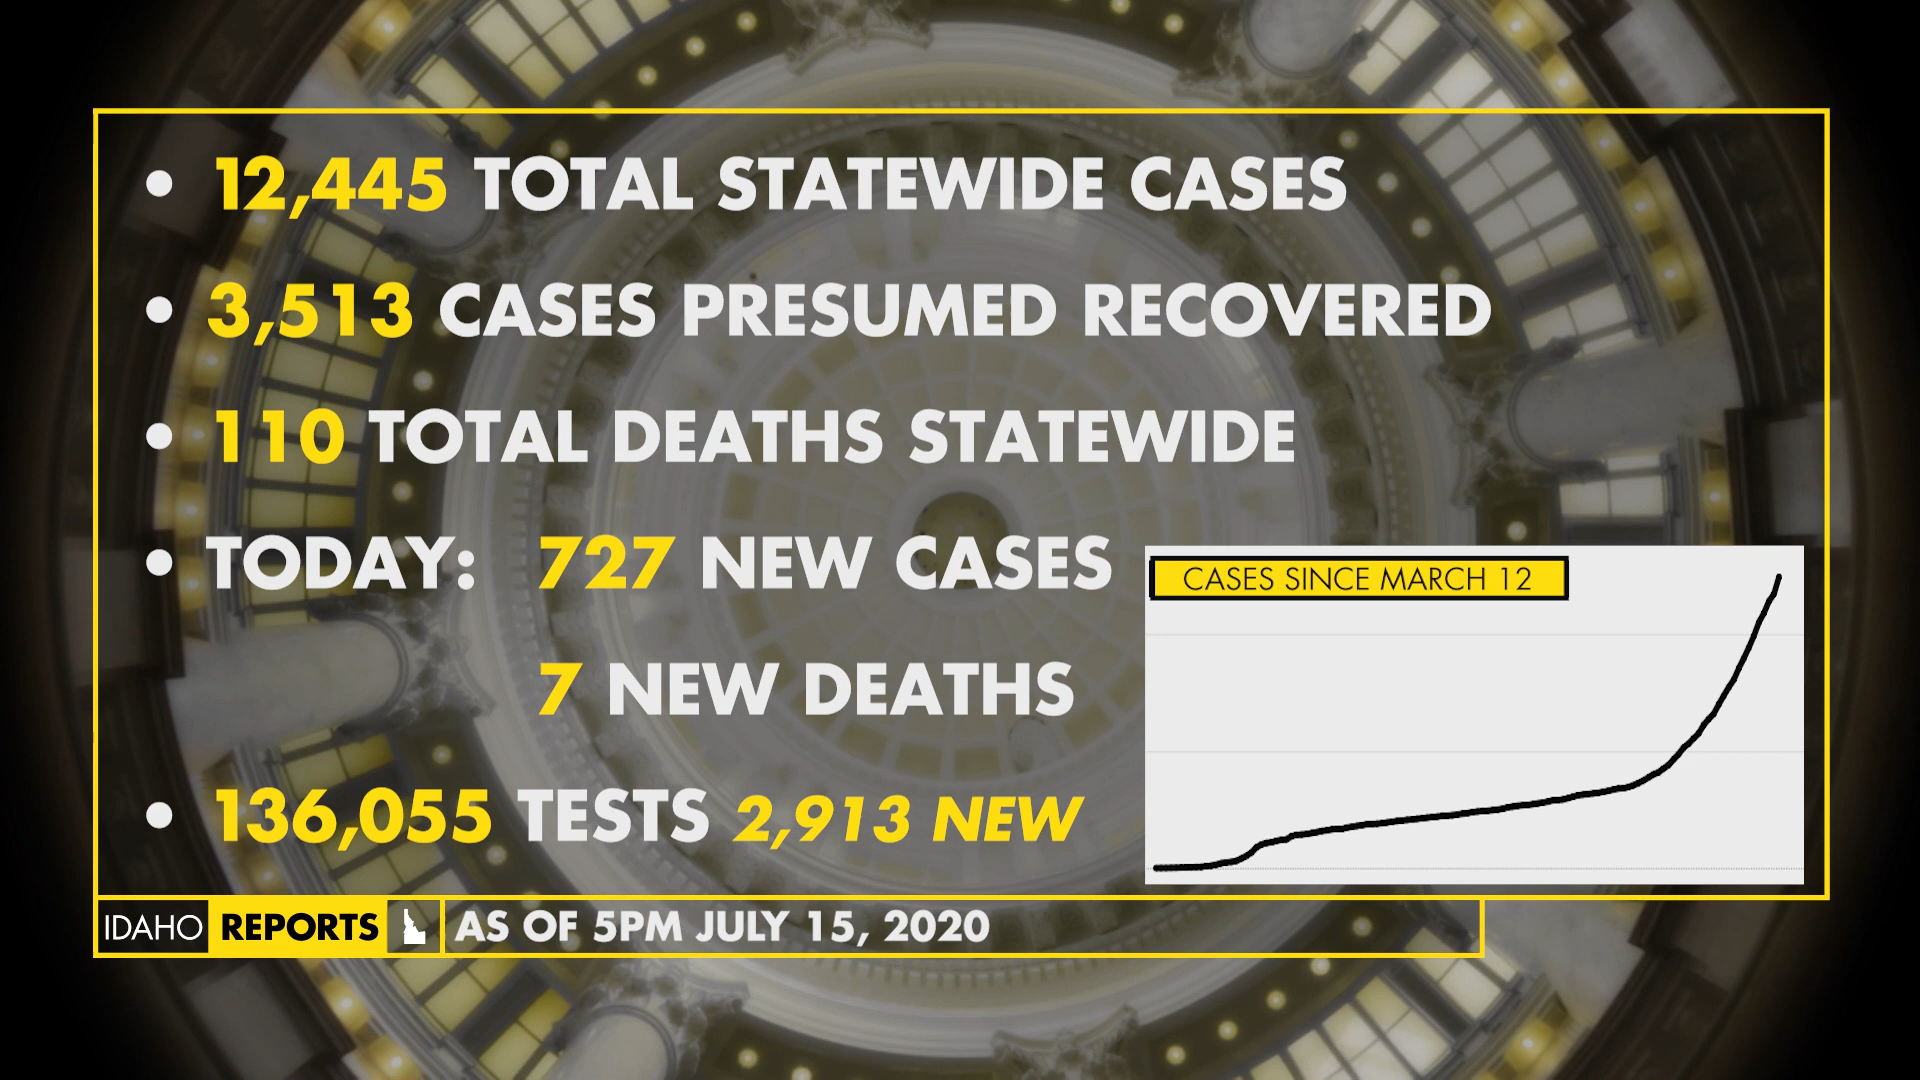 12,445 TOTAL STATEWIDE CASES
3,513 CASES PRESUMED RECOVERED
110 TOTAL DEATHS STATEWIDE
TODAY: 727 NEW CASES
7 NEW DEATHS
136,055 TESTS 2,913 NEW
CASES SINCE MARCH 12
IDAHO REPORTS AS OF 5PM JULY 15, 2020